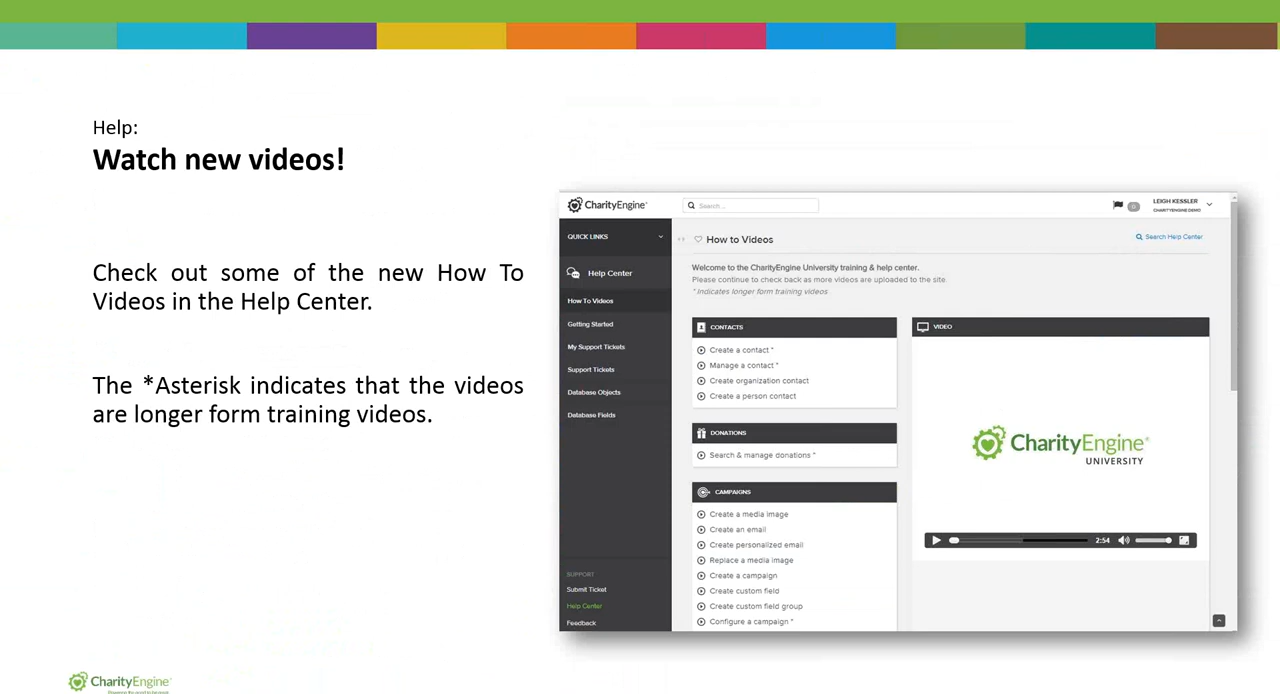 Help:
Watch new videos!
Check out some of the new How To
Videos in the Help Center.
The *Asterisk indicates that the videos
are longer form training videos.
CharityEngine
Search ...
0
LEIGH KESSLER
CHARITYENGINE DEMO
QUICK LINKS
Help Center
How To Videos
Getting Started
My Support Tickets
Support Tickets
Database Objects
Database Fields
SUPPORT
Submit Ticket
Help Center
Feedback
How to Videos
Search Help Center
Welcome to the CharityEngine University training & help center.
Please continue to check back as more videos are uploaded to the site.
* Indicates longer form training videos
CONTACTS
Create a contact *
Manage a contact *
Create organization contact
Create a person contact
DONATIONS
Search & manage donations *
CAMPAIGNS
Create a media image
Create an email
Create personalized email
Replace a media image
Create a campaign
Create custom field
Create custom field group
Configure a campaign *
VIDEO
CharityEngine
UNIVERSITY
2:54
CharityEngine